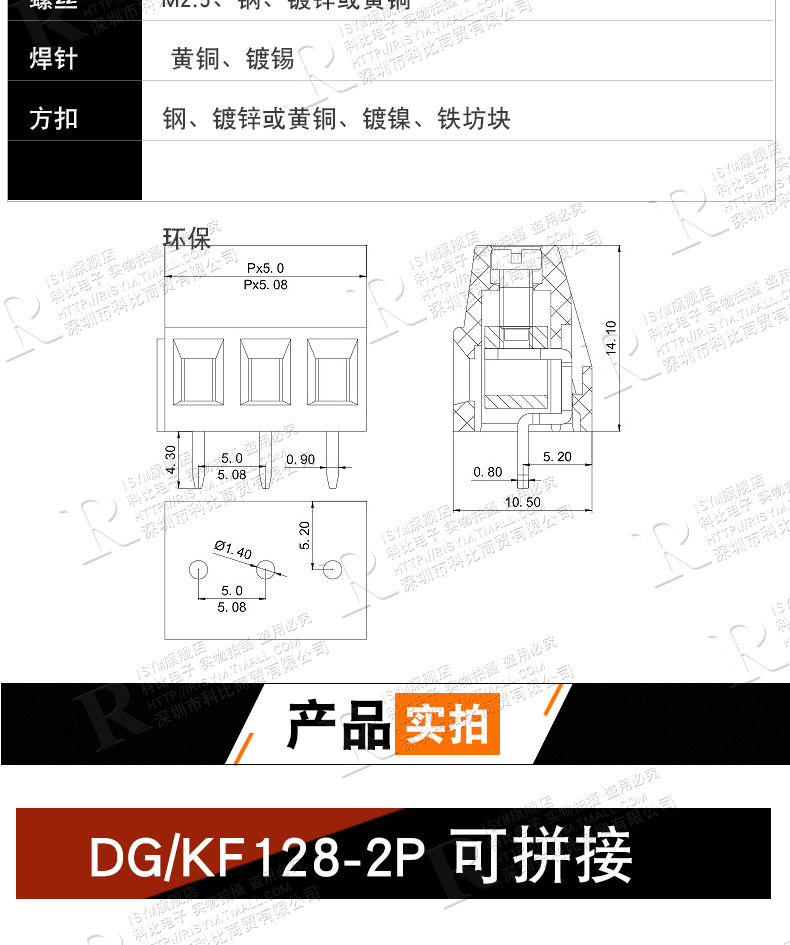 螺丝 M2.5、钢、镀锌或黄铜
焊针 黄铜、镀锡
方扣 钢、镀锌或黄铜、镀镍、铁坊块
环保
Px5.0
Px5.08
14.10
4.30
5.0
5.08
0.90
5.20
0.80
10.50
Ø1.40
5.20
5.0
5.08
产品实拍
DG/KF128-2P 可拼接
R
ISYM旗舰店
科比电子 实物拍摄 盗用必究
HTTP://RISYM.TMALL.COM
深圳市科比商贸有限公司